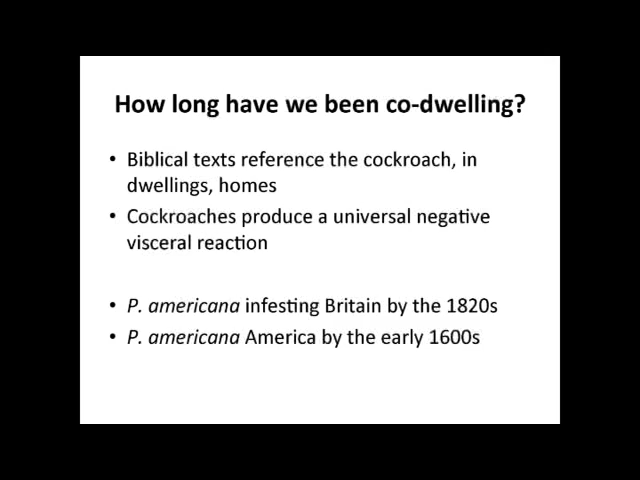 How long have we been co-dwelling?
• Biblical texts reference the cockroach, in
dwellings, homes
• Cockroaches produce a universal negative
visceral reaction
• P. americana infesting Britain by the 1820s
• P. americana America by the early 1600s